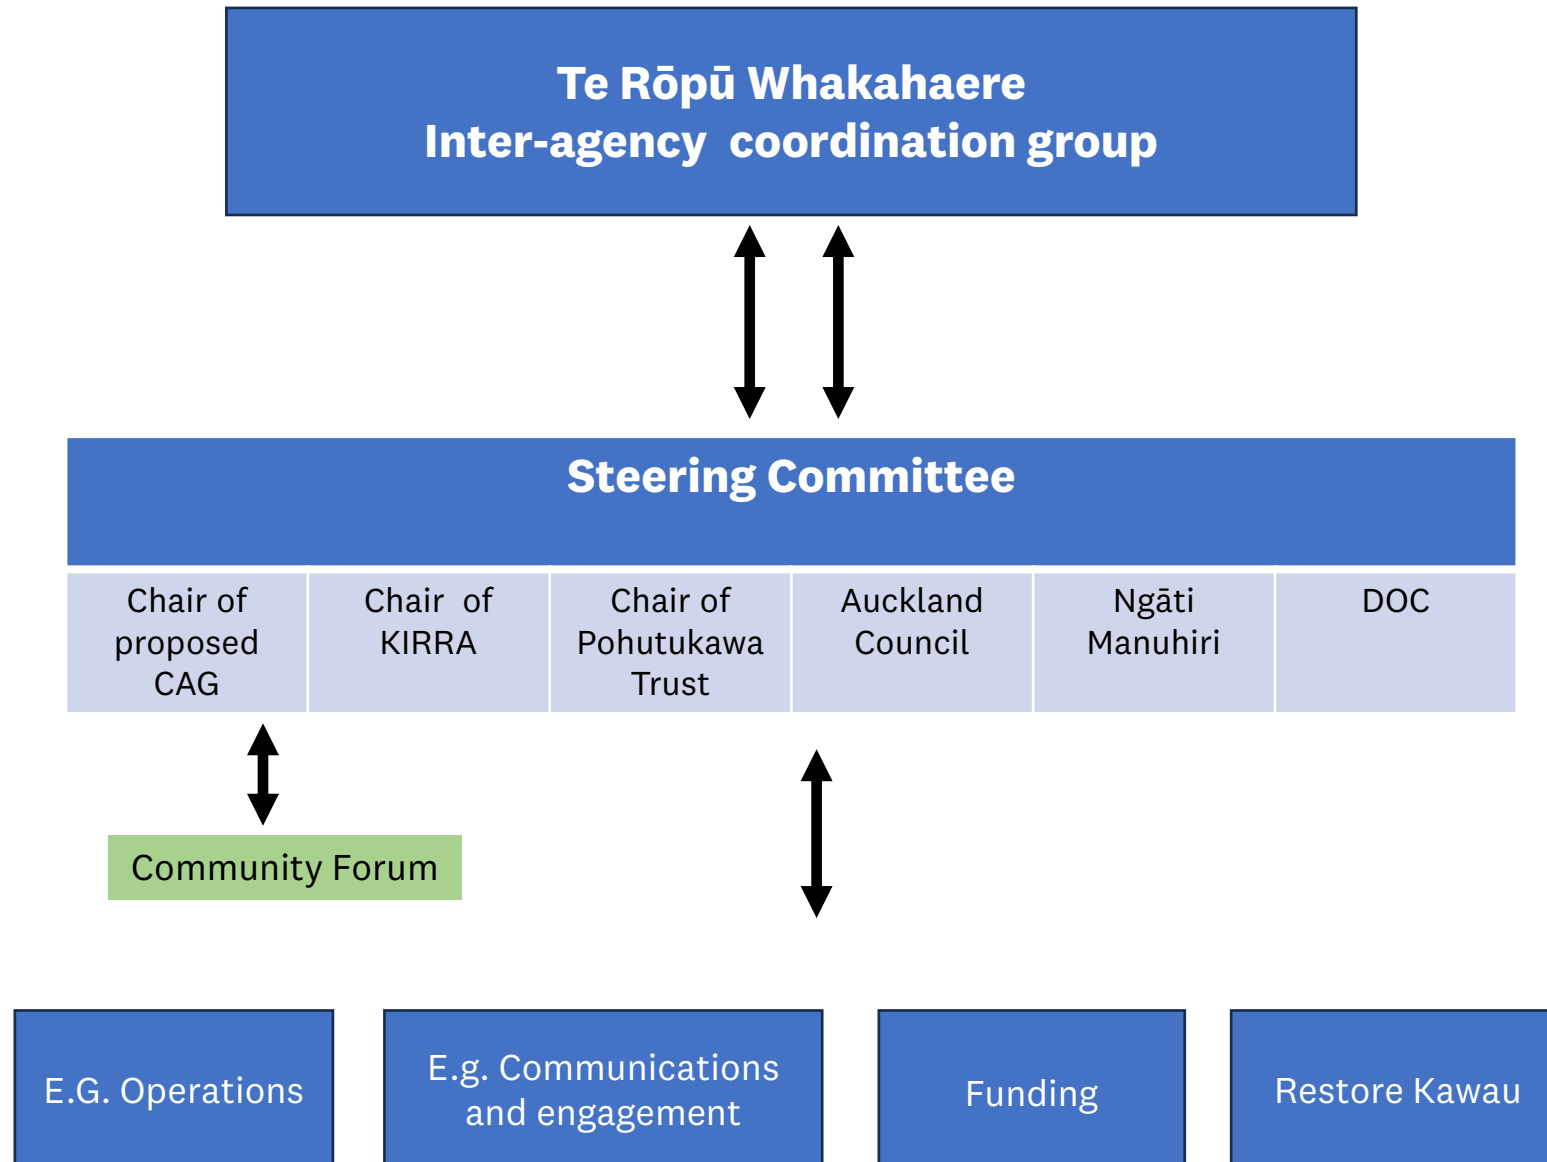 Te Rōpū Whakahaere
Inter-agency coordination group
Steering Committee
Chair of
proposed
CAG
Chair of
KIRRA
Chair of
Pohutukawa
Trust
Auckland
Council
Ngāti
Manuhiri
DOC
Community Forum
E.G. Operations
E.g. Communications
and engagement
Funding
Restore Kawau